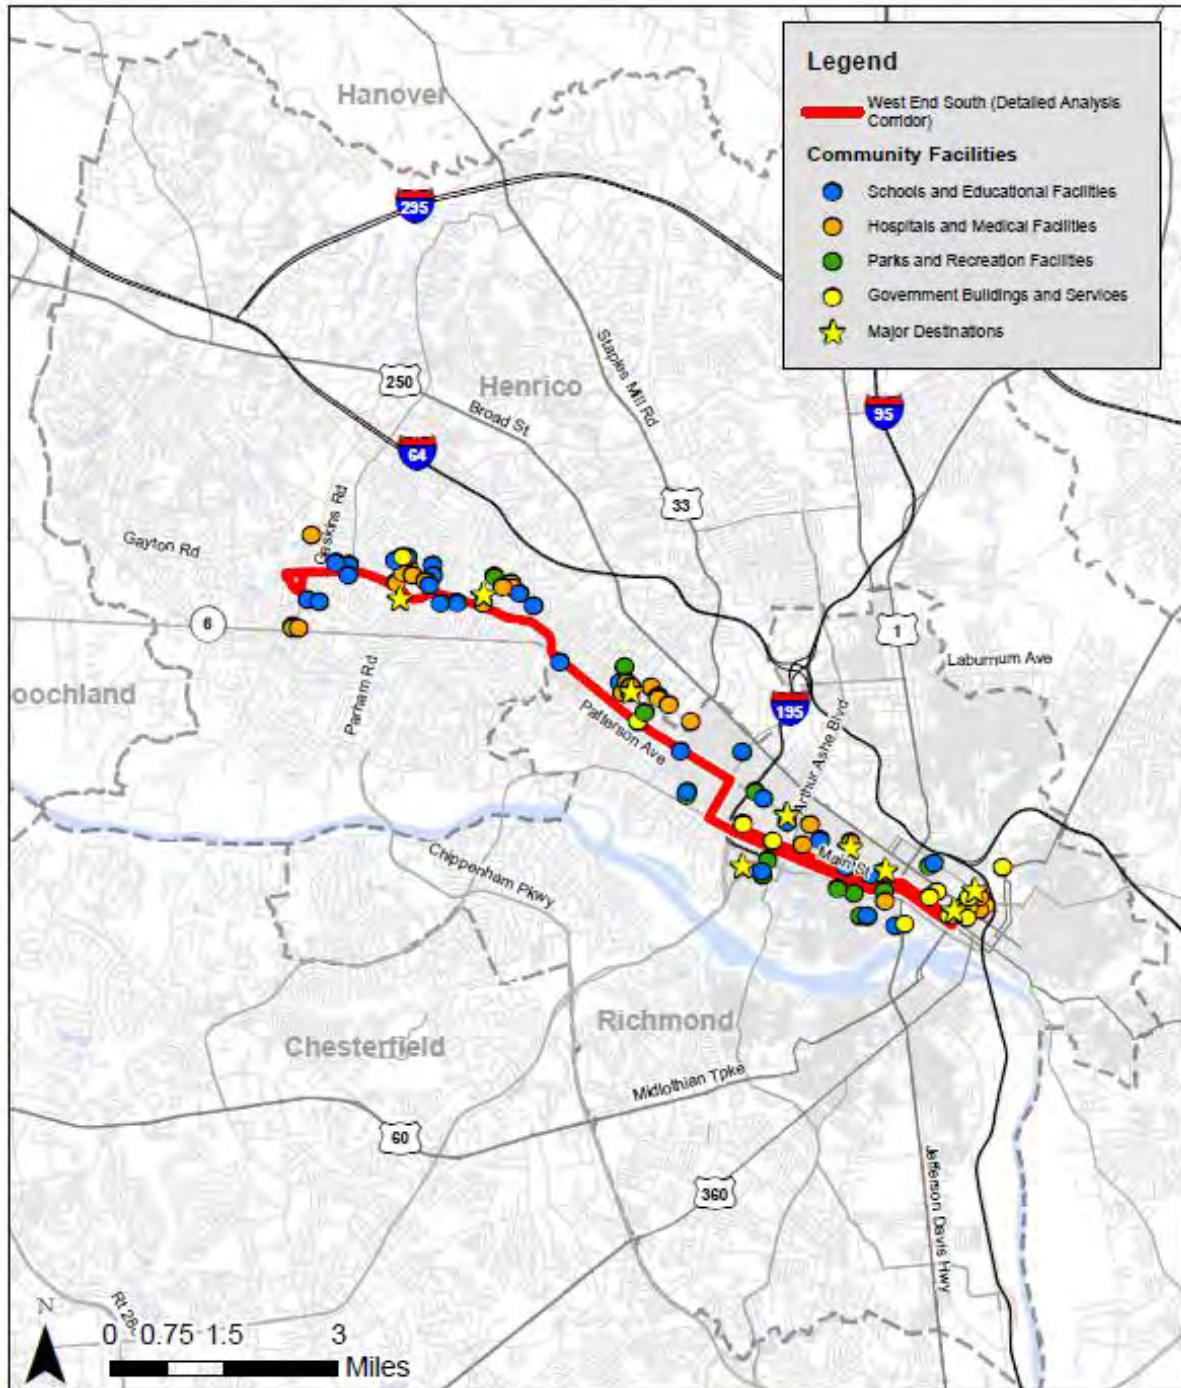 Legend
West End South (Detailed Analysis
Corridor)
Community Facilities
Schools and Educational Facilities
Hospitals and Medical Facilities
Parks and Recreation Facilities
Government Buildings and Services
Major Destinations
Hanover
295
Staples Mill Rd
250
Henrico
Broad St
95
64
33
Gaskins Rd
Gayton Rd
6
1
Laburnum Ave
oochland
Parham Rd
195
Patterson Ave
Arthur Ashe Blvd
Main St
Chippenham Pkwy
Richmond
Chesterfield
Midlothian Tpke
60
360
Jefferson Davis Hwy
Rt 288
N
0 0.75 1.5 3
Miles